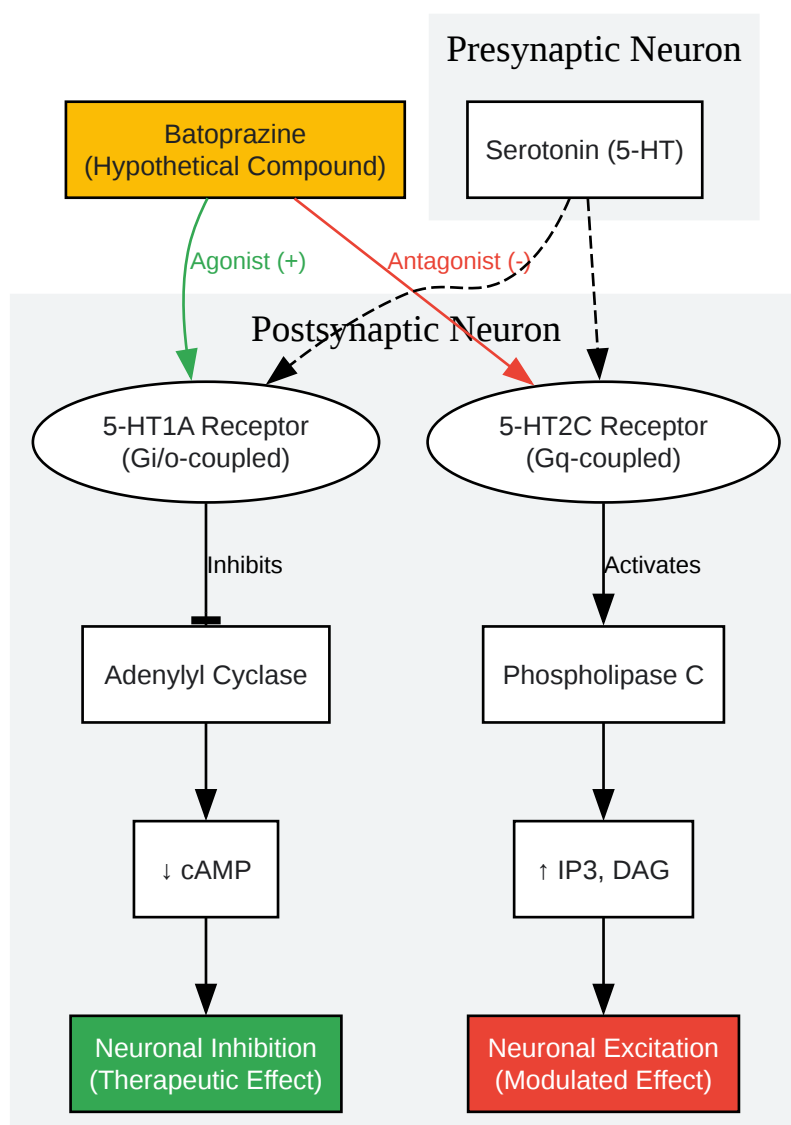 Presynaptic Neuron
Batoprazine
(Hypothetical Compound)
Serotonin (5-HT)
Agonist (+)
Antagonist (-)
Postsynaptic Neuron
5-HT1A Receptor
(Gi/o-coupled)
5-HT2C Receptor
(Gq-coupled)
Inhibits
Activates
Adenylyl Cyclase
Phospholipase C
↓ cAMP
↑ IP3, DAG
Neuronal Inhibition
(Therapeutic Effect)
Neuronal Excitation
(Modulated Effect)